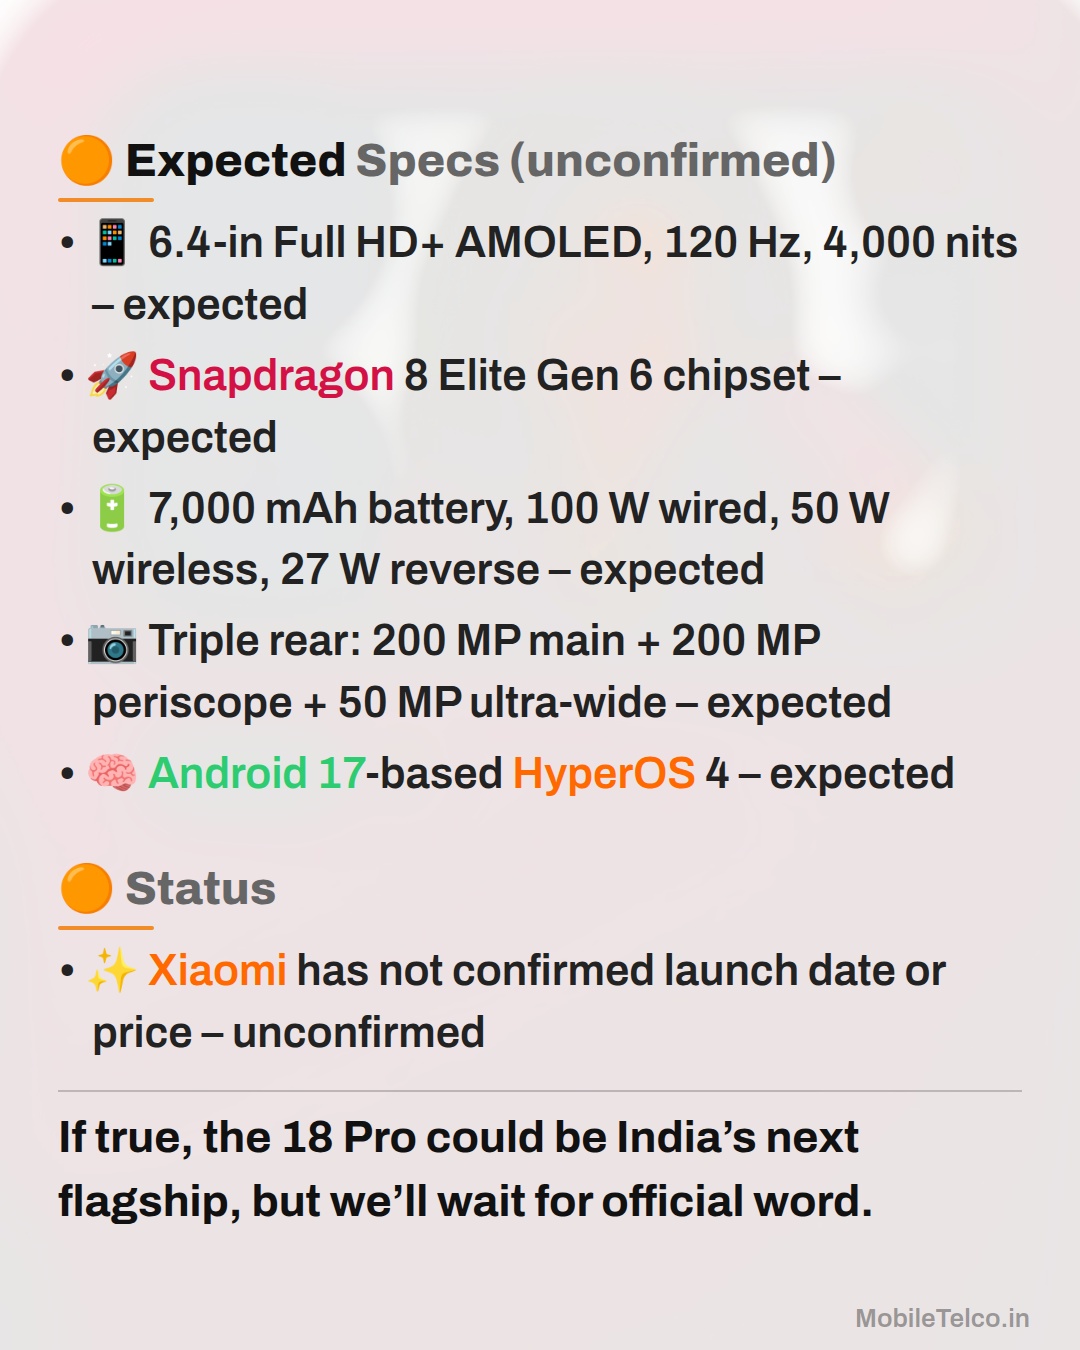 🟠 Expected Specs (unconfirmed)
• 📱 6.4-in Full HD+ AMOLED, 120 Hz, 4,000 nits
– expected
• 🚀 Snapdragon 8 Elite Gen 6 chipset –
expected
• 🔋 7,000 mAh battery, 100 W wired, 50 W
wireless, 27 W reverse – expected
• 📷 Triple rear: 200 MP main + 200 MP
periscope + 50 MP ultra-wide – expected
• 🧠 Android 17-based HyperOS 4 – expected
🟠 Status
• ✨ Xiaomi has not confirmed launch date or
price – unconfirmed
If true, the 18 Pro could be India’s next
flagship, but we’ll wait for official word.
MobileTelco.in